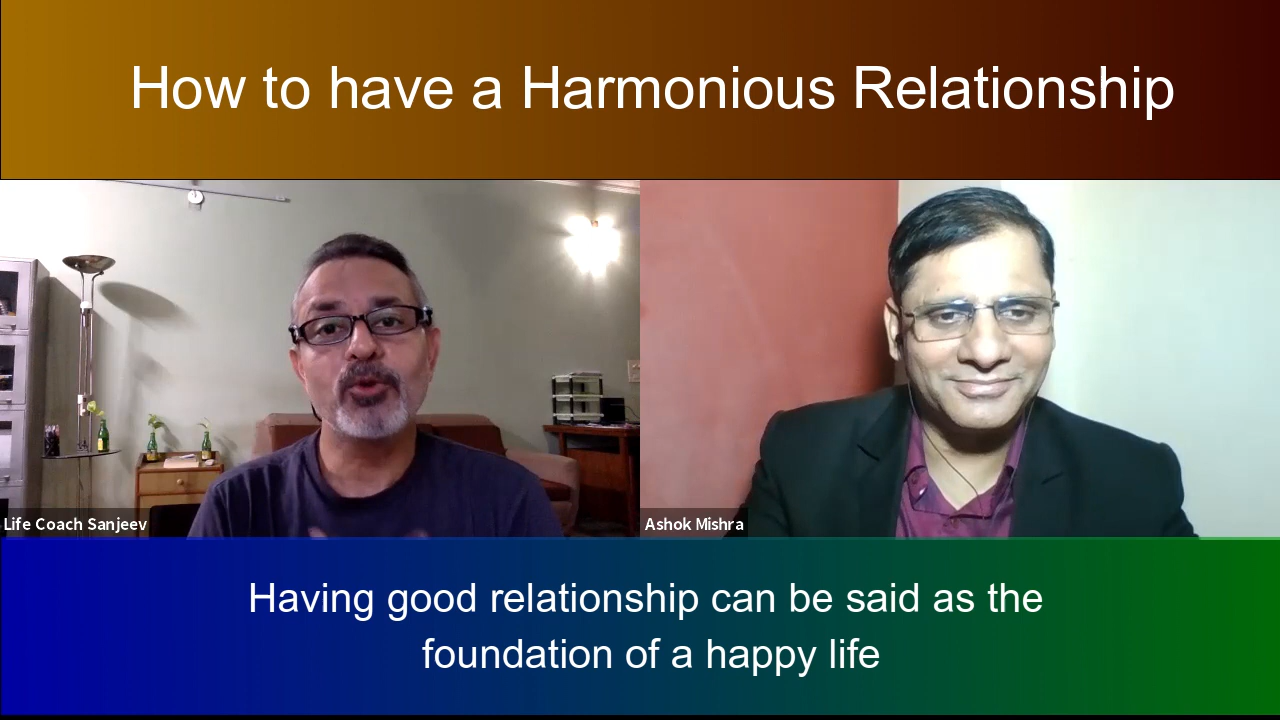 How to have a Harmonious Relationship
Life Coach Sanjeev
Ashok Mishra
Having good relationship can be said as the
foundation of a happy life